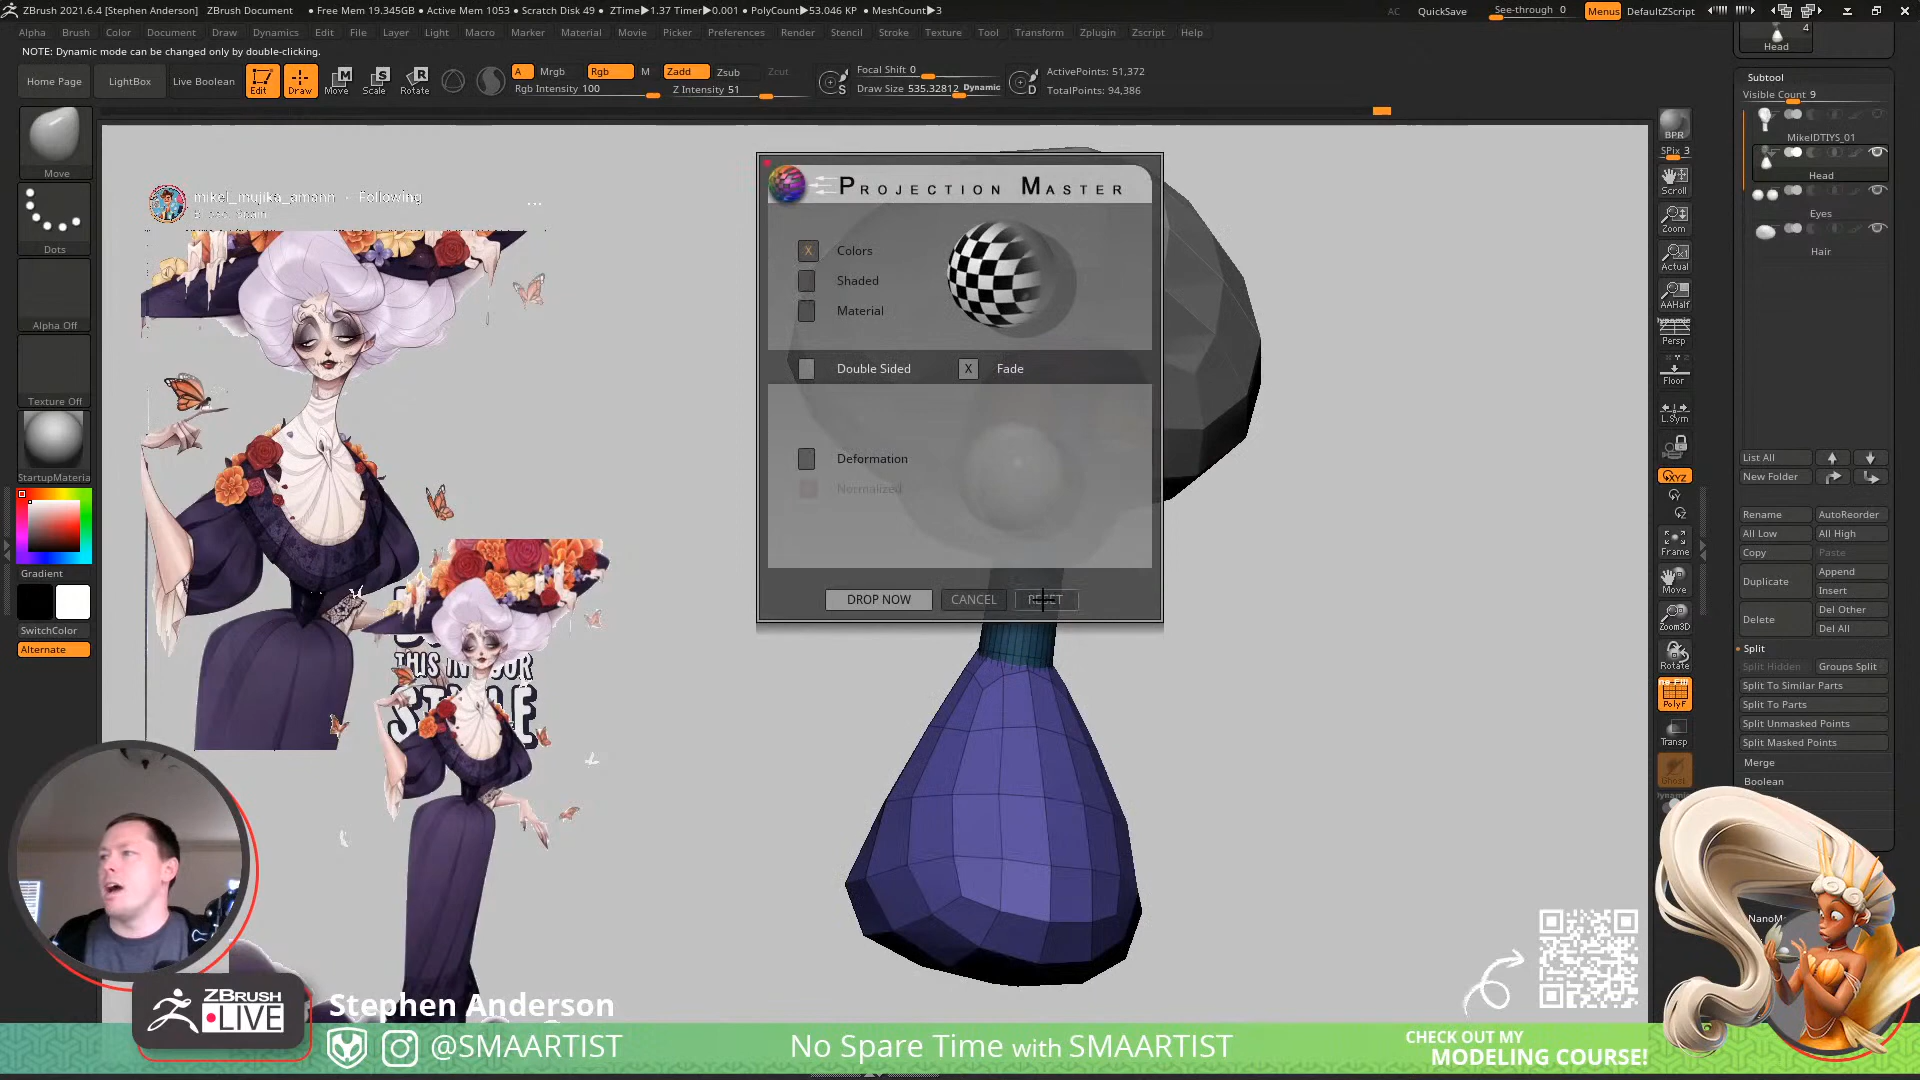 ZBrush 2021.6.4 [Stephen Anderson] ZBrush Document • Free Mem 19.345GB • Active Mem 1053 • Scratch Disk 49 • ZTime▶1.37 Timer▶0.001 • PolyCount▶53.046 KP • MeshCount▶3 AC QuickSave See-through 0 Menus DefaultZScript
Alpha Brush Color Document Draw Dynamics Edit File Layer Light Macro Marker Material Movie Picker Preferences Render Stencil Stroke Texture Tool Transform Zplugin Zscript Help
NOTE: Dynamic mode can be changed only by double-clicking.
Home Page LightBox Live Boolean Edit Draw Move Scale Rotate
A Mrgb Rgb M Zadd Zsub Zcut
Rgb Intensity 100 Z Intensity 51
Focal Shift 0
Draw Size 535.32812 Dynamic
S D
ActivePoints: 51,372
TotalPoints: 94,386
Move
Dots
Alpha Off
Texture Off
StartupMateria
Gradient
SwitchColor
Alternate
mikel_mujika_amann · Following
...
THIS IN
PROJECTION MASTER
X Colors
Shaded
Material
Double Sided X Fade
Deformation
Normalized
DROP NOW CANCEL RESET
BPR
SPix 3
Scroll
Zoom
Actual
AAHalf
Dynamic
Persp
Floor
L.Sym
XYZ
Frame
Move
Zoom3D
Rotate
PolyF
Transp
Ghost
Dynamic
4
Head
Subtool
Visible Count 9
MikelDTIYS_01
Head
Eyes
Hair
List All
New Folder
Rename AutoReorder
All Low All High
Copy Paste
Duplicate Append
Insert
Delete Del Other
Del All
Split
Split Hidden Groups Split
Split To Similar Parts
Split To Parts
Split Unmasked Points
Split Masked Points
Merge
Boolean
ZBRUSH
LIVE
Stephen Anderson
@SMAARTIST
No Spare Time with SMAARTIST
CHECK OUT MY
MODELING COURSE!